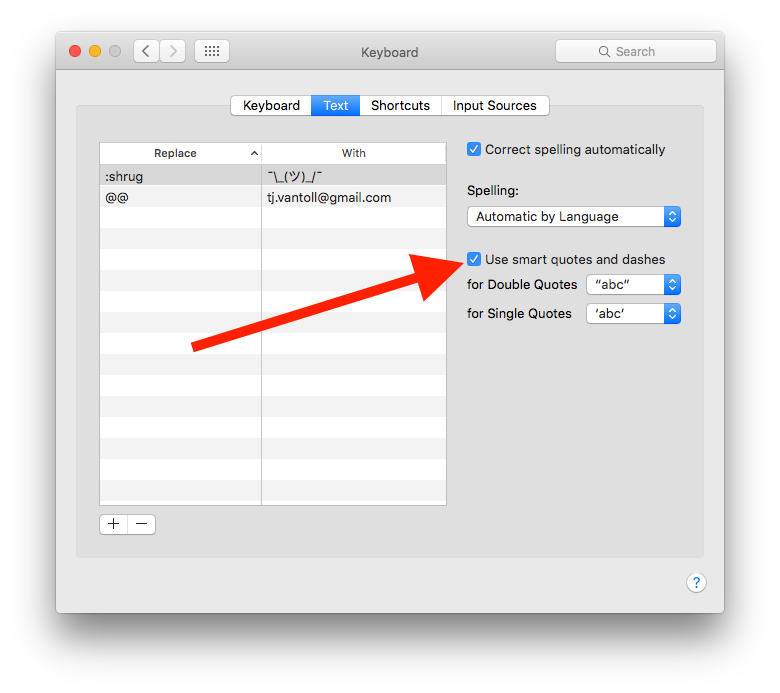 Keyboard
Search
Keyboard Text Shortcuts Input Sources
Replace With
:shrug ¯\_(ツ)_/¯
@@ tj.vantoll@gmail.com
Correct spelling automatically
Spelling:
Automatic by Language
Use smart quotes and dashes
for Double Quotes “abc”
for Single Quotes ‘abc’
+ −
?